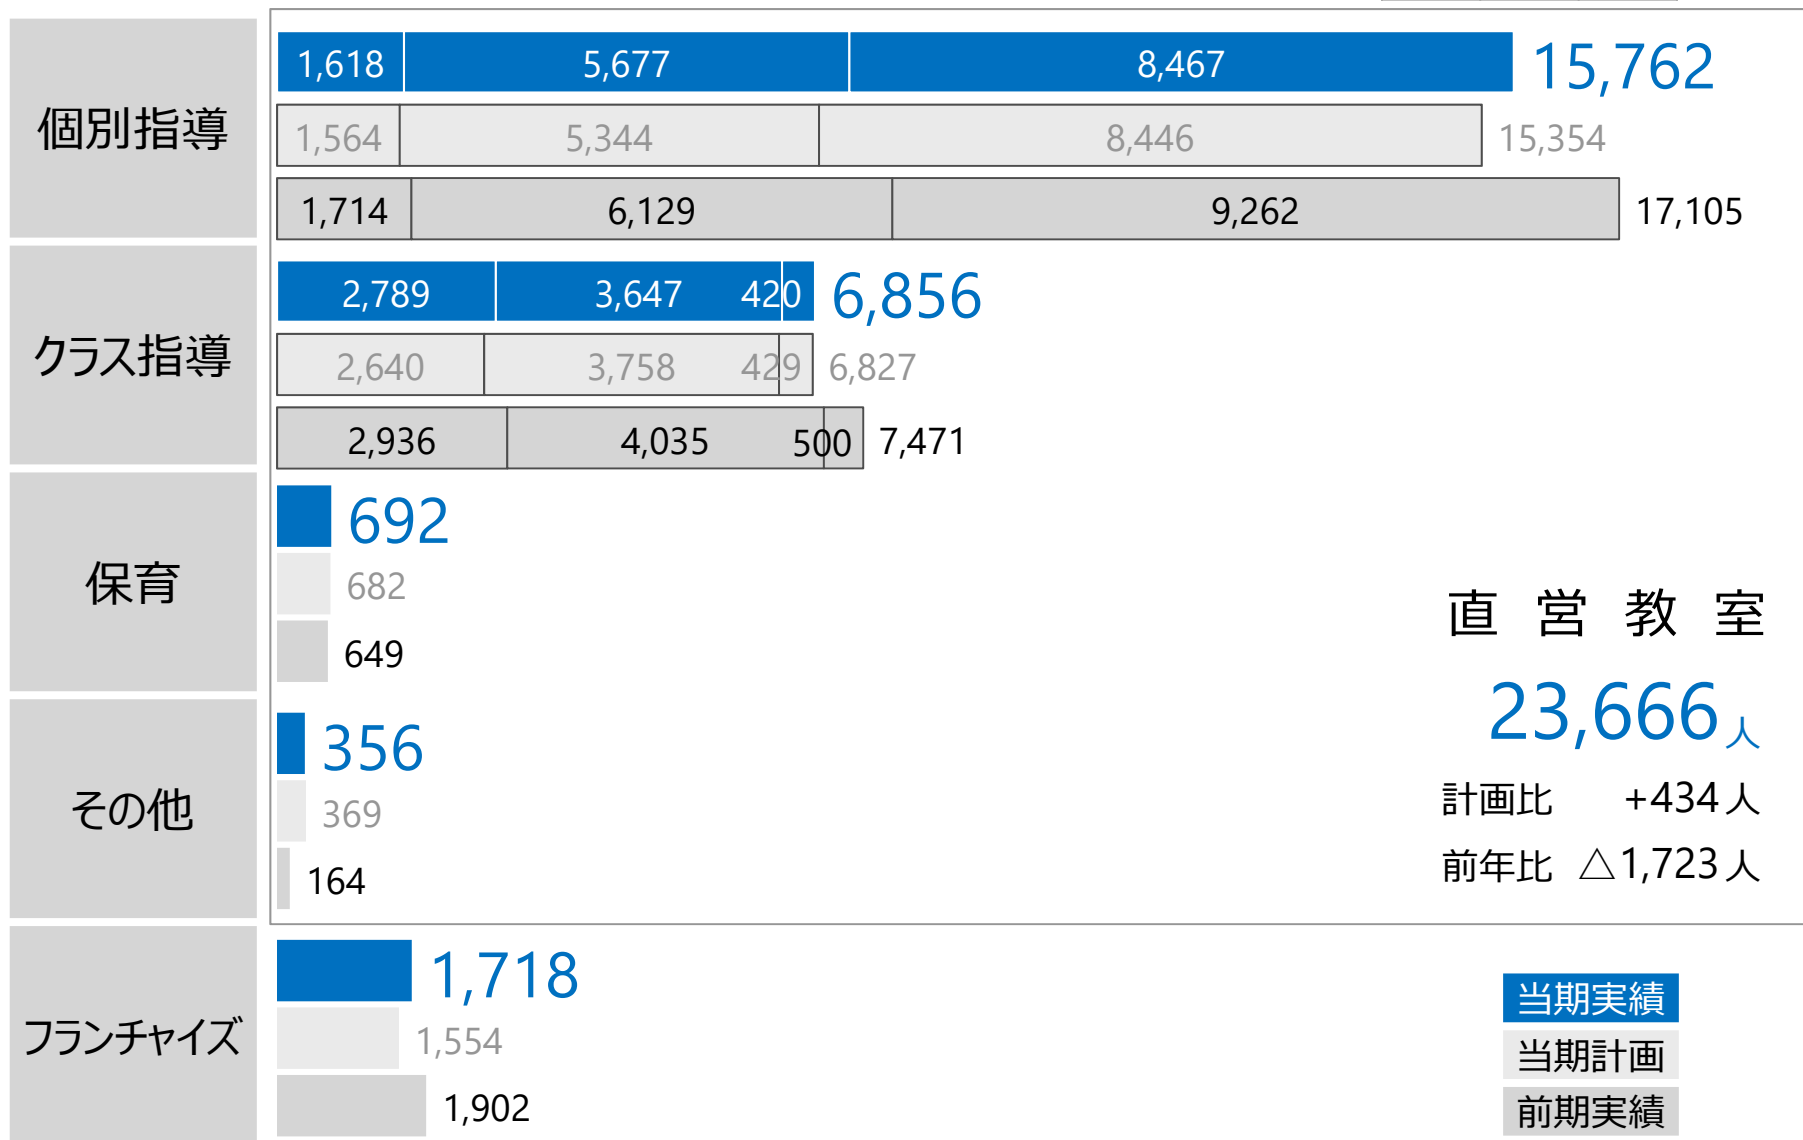 個別指導
1,618 5,677 8,467 15,762
1,564 5,344 8,446 15,354
1,714 6,129 9,262 17,105
クラス指導
2,789 3,647 420 6,856
2,640 3,758 429 6,827
2,936 4,035 500 7,471
保育
692
682
649
その他
356
369
164
直営教室
23,666人
計画比 +434人
前年比 △1,723人
フランチャイズ
1,718
1,554
1,902
当期実績
当期計画
前期実績